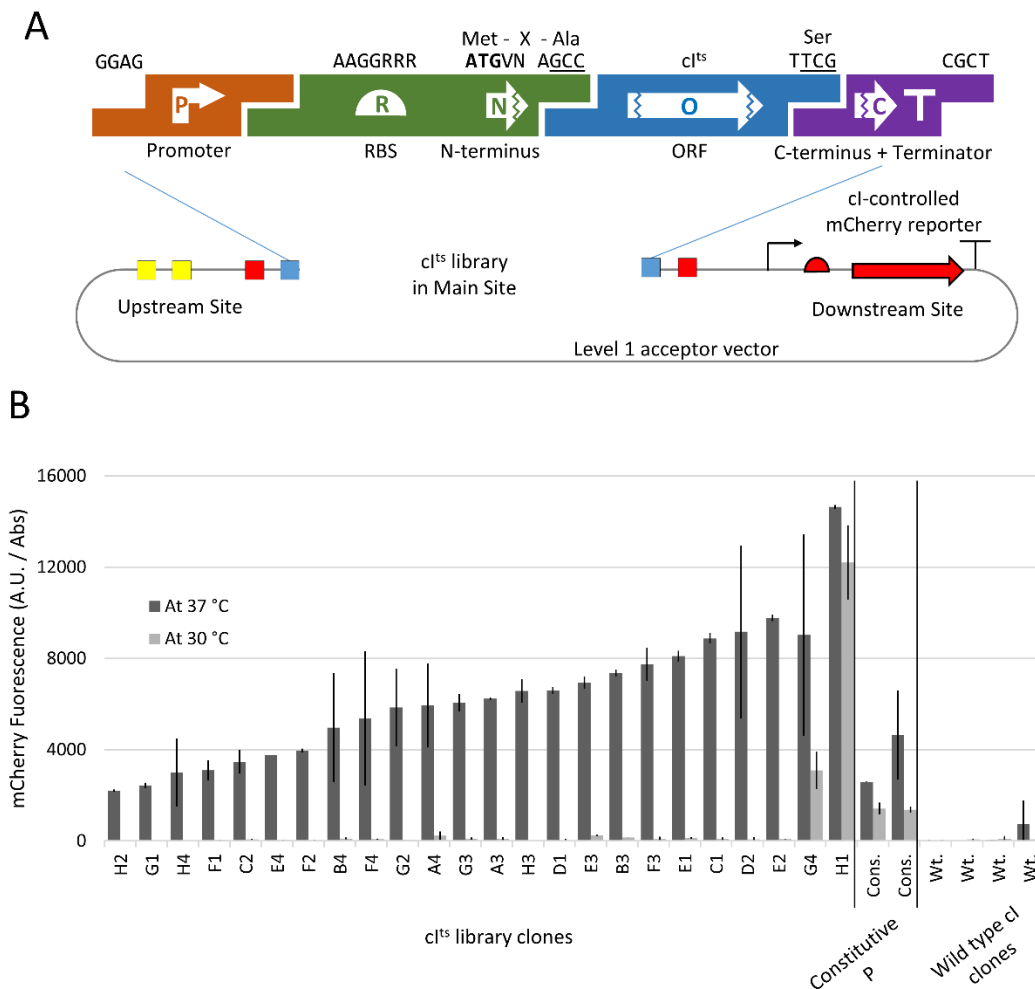 A
Met - X - Ala
Ser
GGAG
AAGGRRR
ATGVN AGCC
cIᵗˢ
TTCG
CGCT
P
R
N
O
C
Promoter
RBS
N-terminus
ORF
C-terminus + Terminator
cI-controlled
mCherry reporter
cIᵗˢ library
in Main Site
Upstream Site
Downstream Site
Level 1 acceptor vector
B
mCherry Fuorescence (A.U. / Abs)
16000
12000
8000
4000
0
At 37 °C
At 30 °C
H2
G1
H4
F1
C2
E4
F2
B4
F4
G2
A4
G3
A3
H3
D1
E3
B3
F3
E1
C1
D2
E2
G4
H1
Cons.
Cons.
Wt.
Wt.
Wt.
Wt.
cIᵗˢ library clones
Constitutive
P
Wild type cI
clones